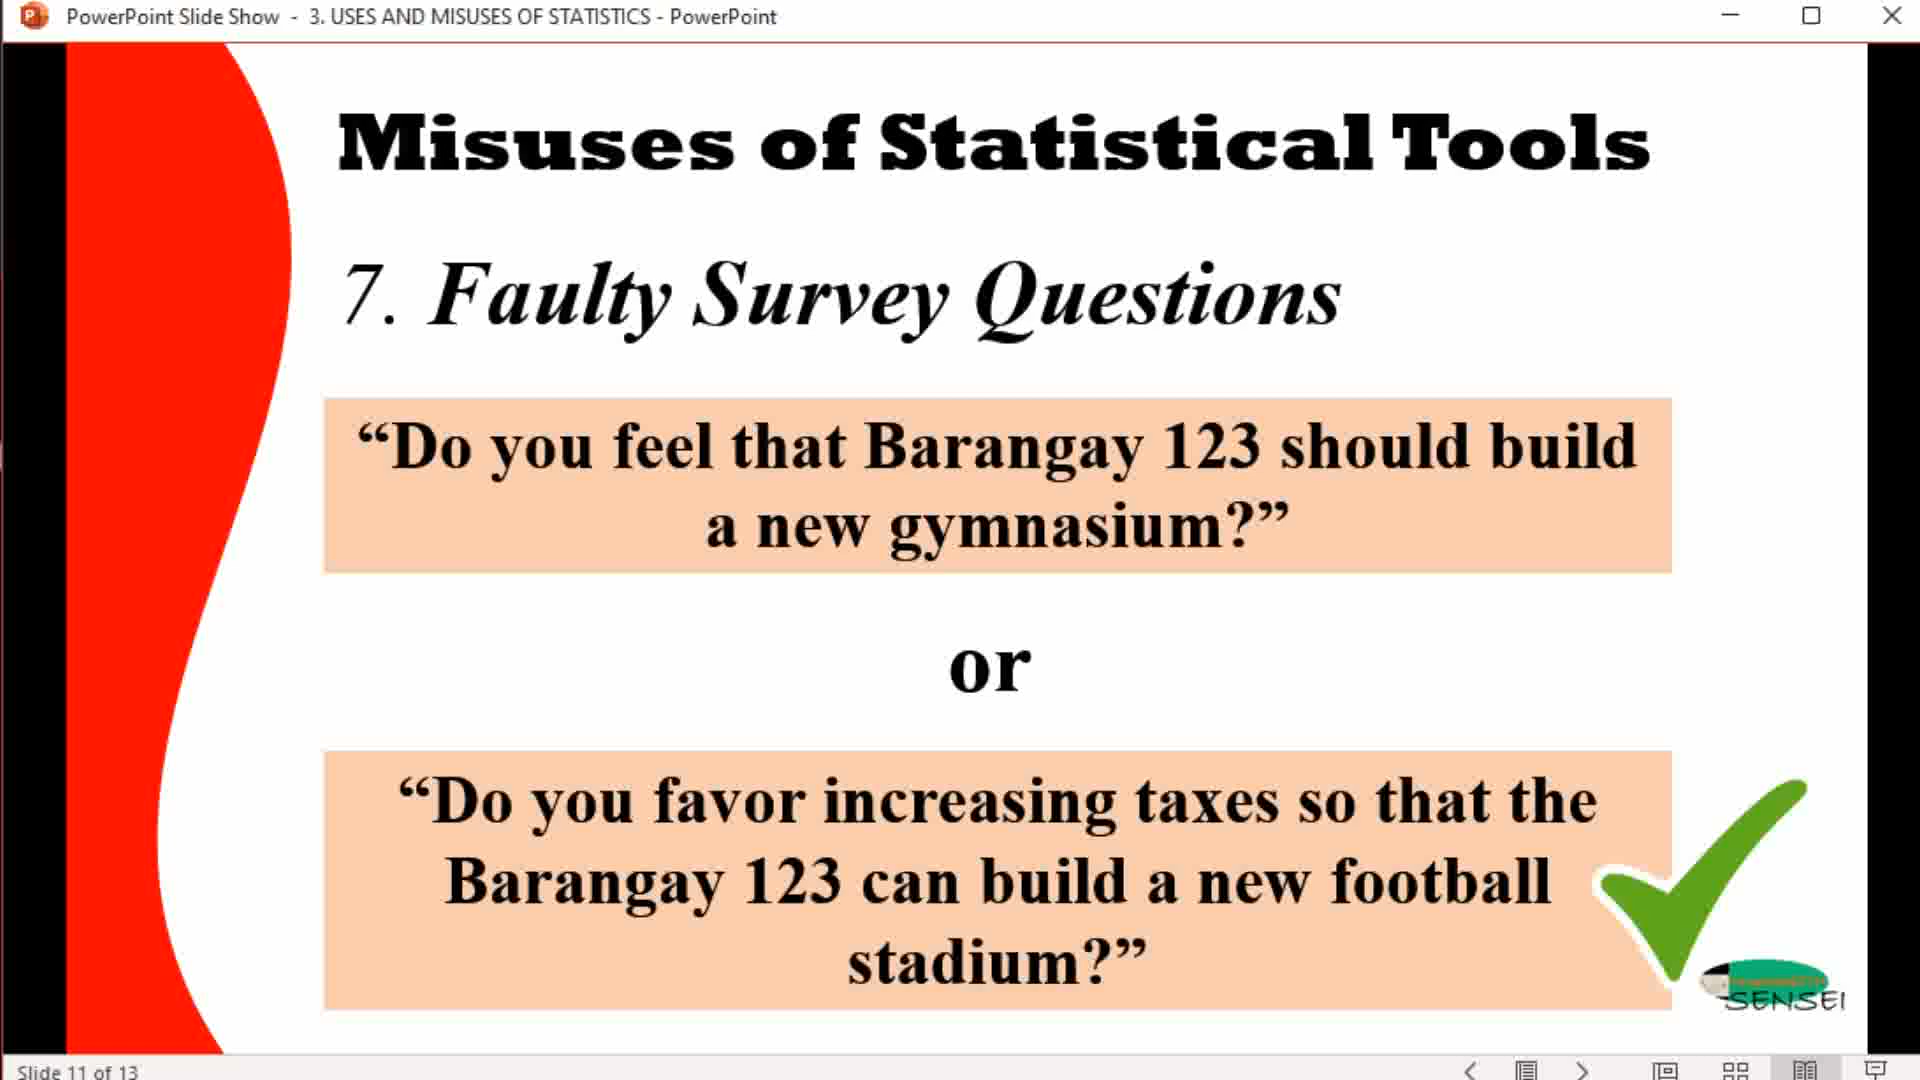 PowerPoint Slide Show - 3. USES AND MISUSES OF STATISTICS - PowerPoint
Misuses of Statistical Tools
7. Faulty Survey Questions
“Do you feel that Barangay 123 should build
a new gymnasium?”
or
“Do you favor increasing taxes so that the
Barangay 123 can build a new football
stadium?”
SENSEI
Slide 11 of 13